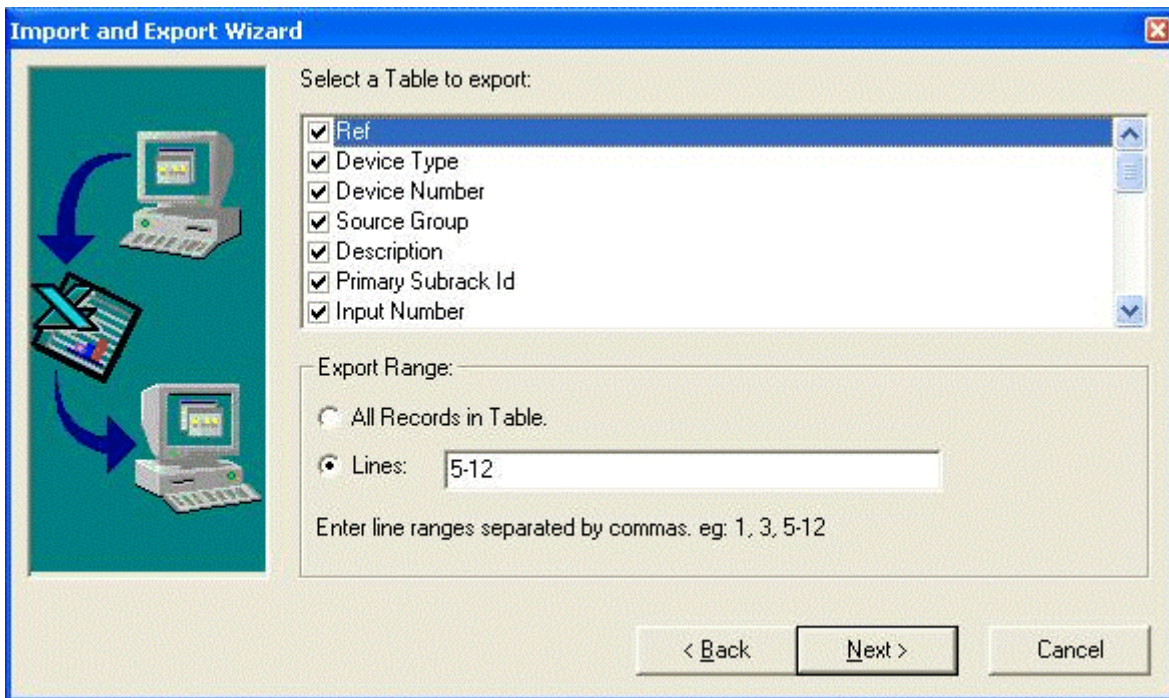 Import and Export Wizard
Select a Table to export:
Ref
Device Type
Device Number
Source Group
Description
Primary Subrack Id
Input Number
Export Range:
All Records in Table.
Lines: 5-12
Enter line ranges separated by commas. eg: 1, 3, 5-12
< Back Next > Cancel